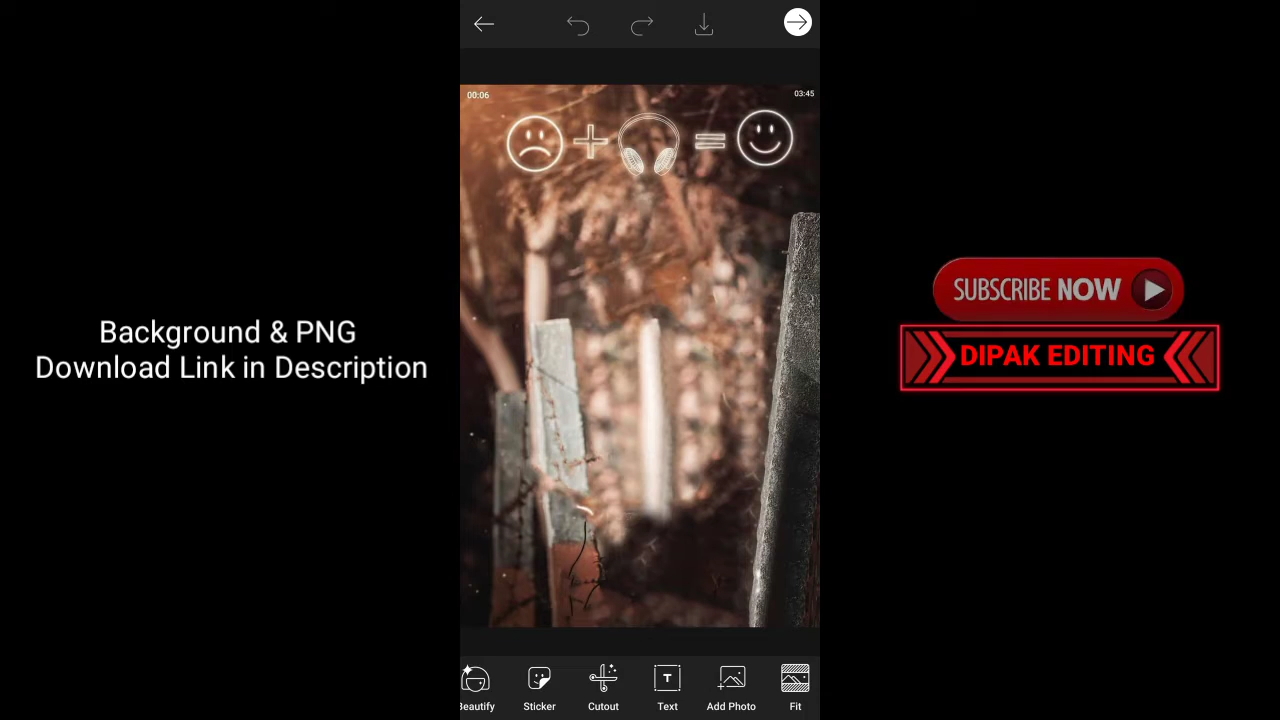 00:06
03:45
Background & PNG
Download Link in Description
SUBSCRIBE NOW
DIPAK EDITING
Beautify
Sticker
T
Cutout
Text
Add Photo
Fit